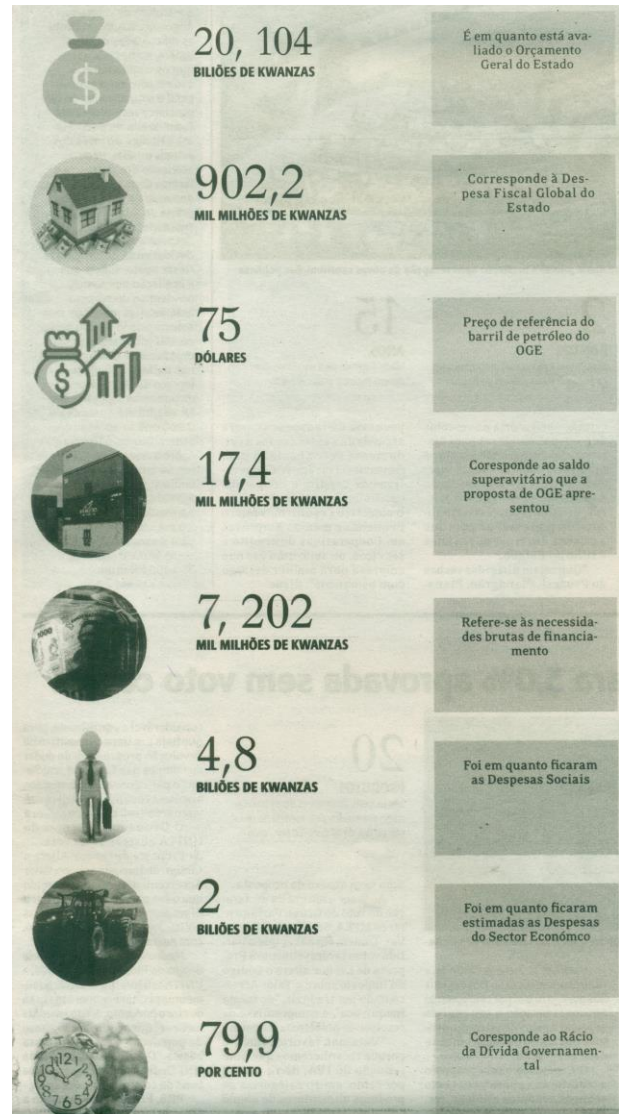 20, 104
BILIÕES DE KWANZAS
É em quanto está ava-
liado o Orçamento
Geral do Estado
902,2
MIL MILHÕES DE KWANZAS
Corresponde à Des-
pesa Fiscal Global do
Estado
75
DÓLARES
Preço de referência do
barril de petróleo do
OGE
17,4
MIL MILHÕES DE KWANZAS
Coresponde ao saldo
superavitário que a
proposta de OGE apre-
sentou
7, 202
MIL MILHÕES DE KWANZAS
Refere-se às necessida-
des brutas de financia-
mento
4,8
BILIÕES DE KWANZAS
Foi em quanto ficaram
as Despesas Sociais
2
BILIÕES DE KWANZAS
Foi em quanto ficaram
estimadas as Despesas
do Sector Económco
79,9
POR CENTO
Coresponde ao Rácio
da Dívida Governamen-
tal